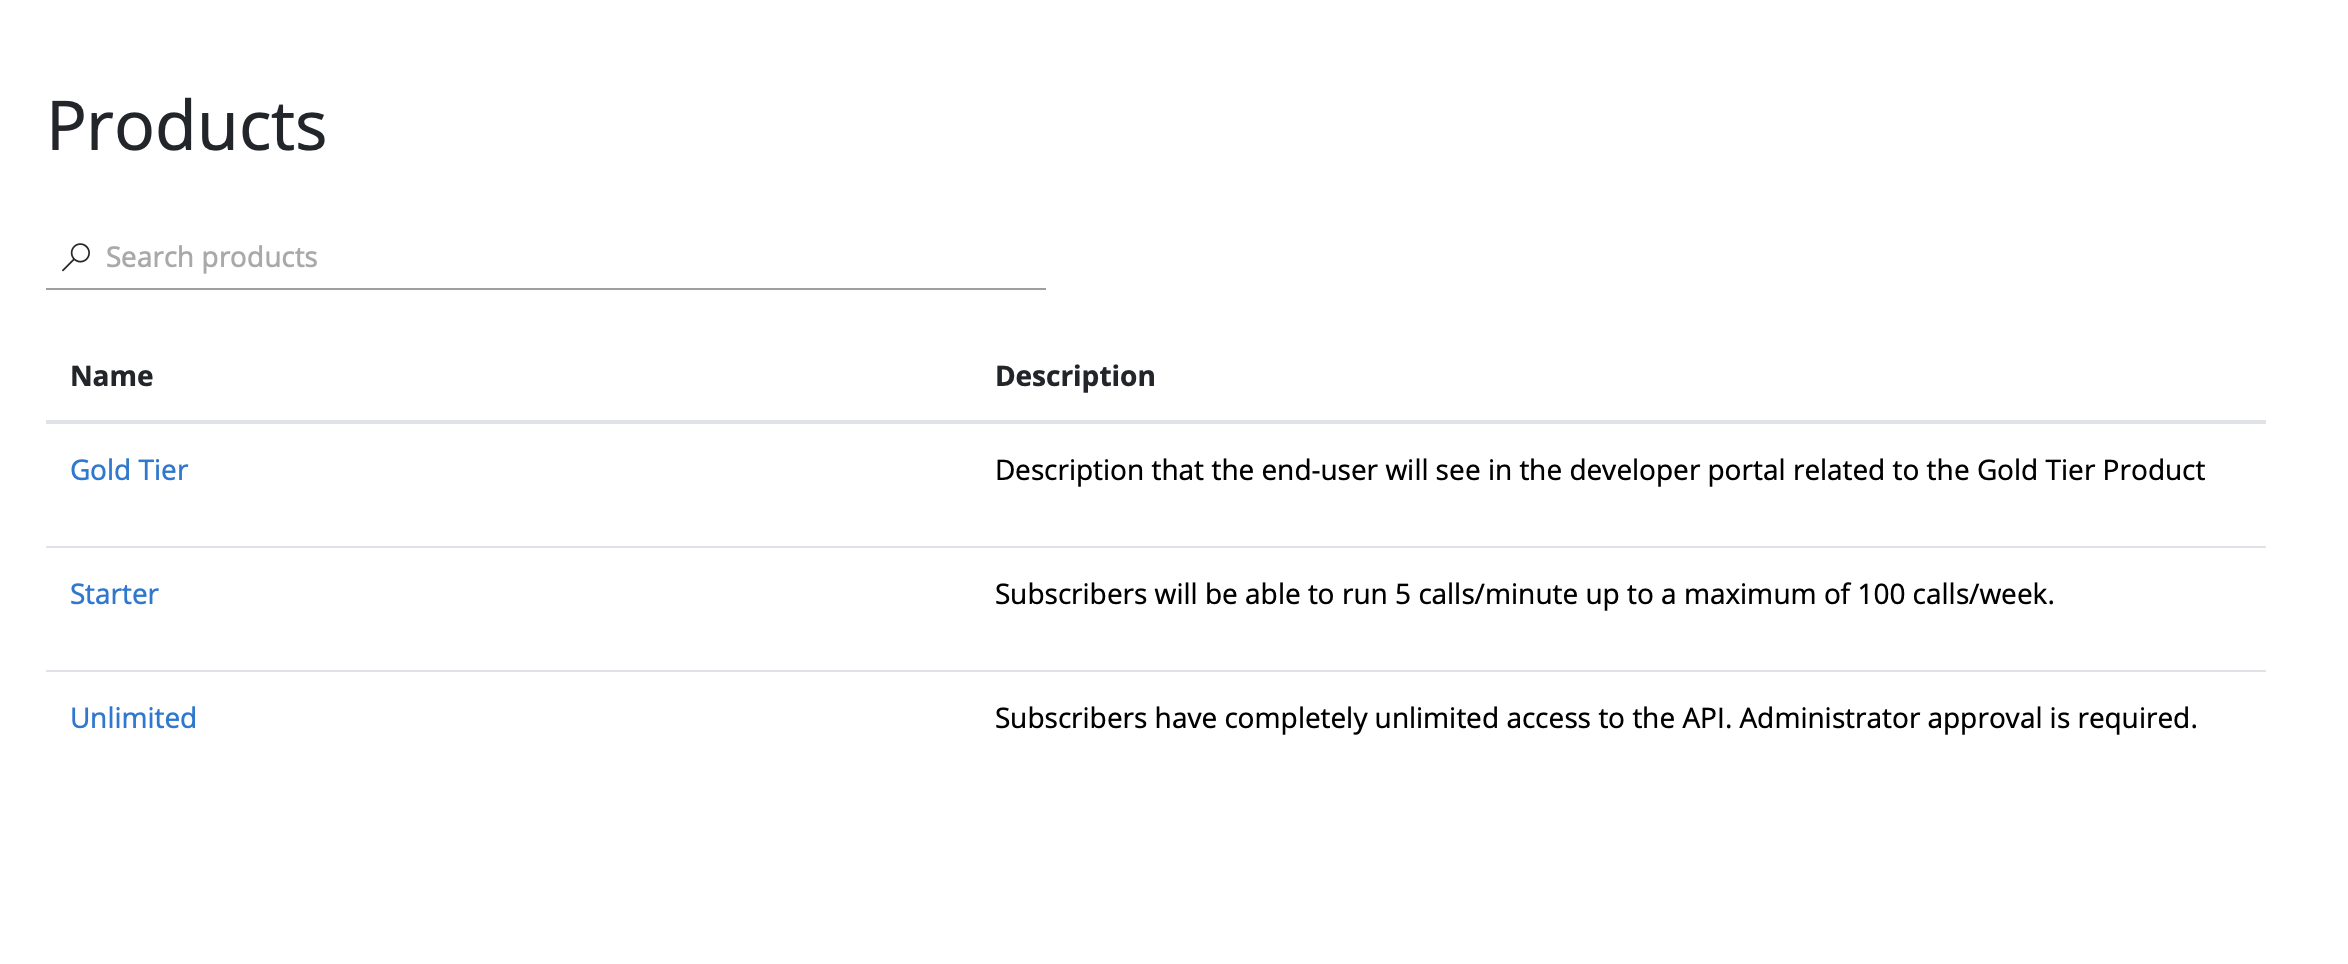 Products
Search products
Name Description
Gold Tier Description that the end-user will see in the developer portal related to the Gold Tier Product
Starter Subscribers will be able to run 5 calls/minute up to a maximum of 100 calls/week.
Unlimited Subscribers have completely unlimited access to the API. Administrator approval is required.